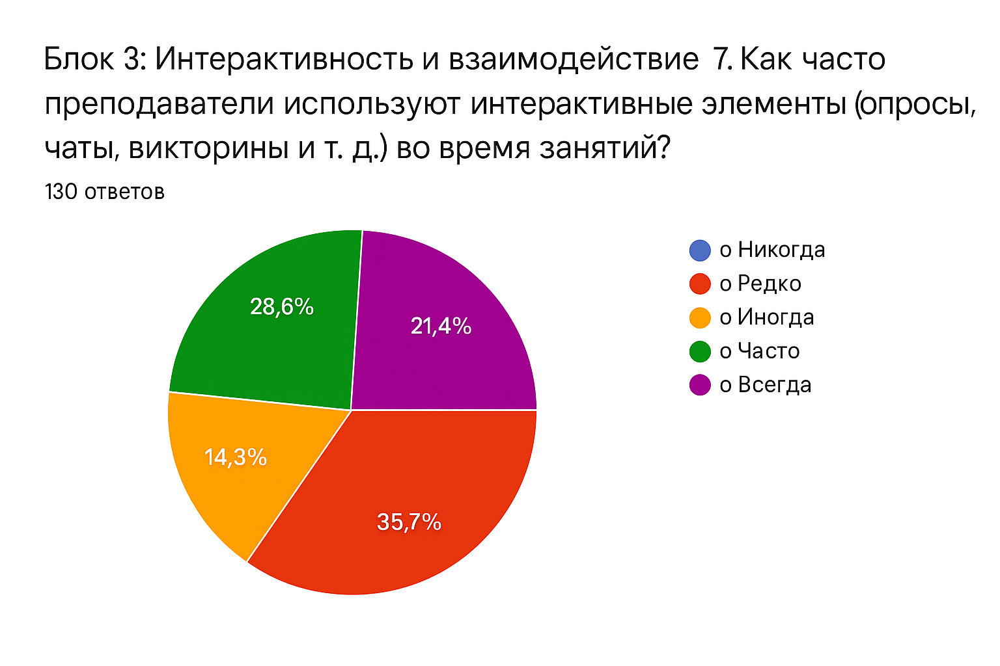 Блок 3: Интерактивность и взаимодействие 7. Как часто
преподаватели используют интерактивные элементы (опросы,
чаты, викторины и т. д.) во время занятий?
130 ответов
28,6%
21,4%
14,3%
35,7%
o Никогда
o Редко
o Иногда
o Часто
o Всегда